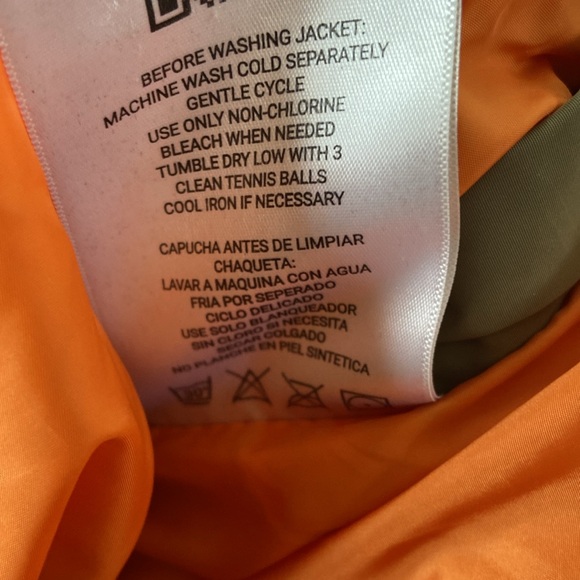 BEFORE WASHING JACKET:
MACHINE WASH COLD SEPARATELY
GENTLE CYCLE
USE ONLY NON-CHLORINE
BLEACH WHEN NEEDED
TUMBLE DRY LOW WITH 3
CLEAN TENNIS BALLS
COOL IRON IF NECESSARY
CAPUCHA ANTES DE LIMPIAR
CHAQUETA:
LAVAR A MAQUINA CON AGUA
FRIA POR SEPERADO
CICLO DELICADO
USE SOLO BLANQUEADOR
SIN CLORO SI NECESITA
SECAR COLGADO
NO PLANCHE EN PIEL SINTETICA